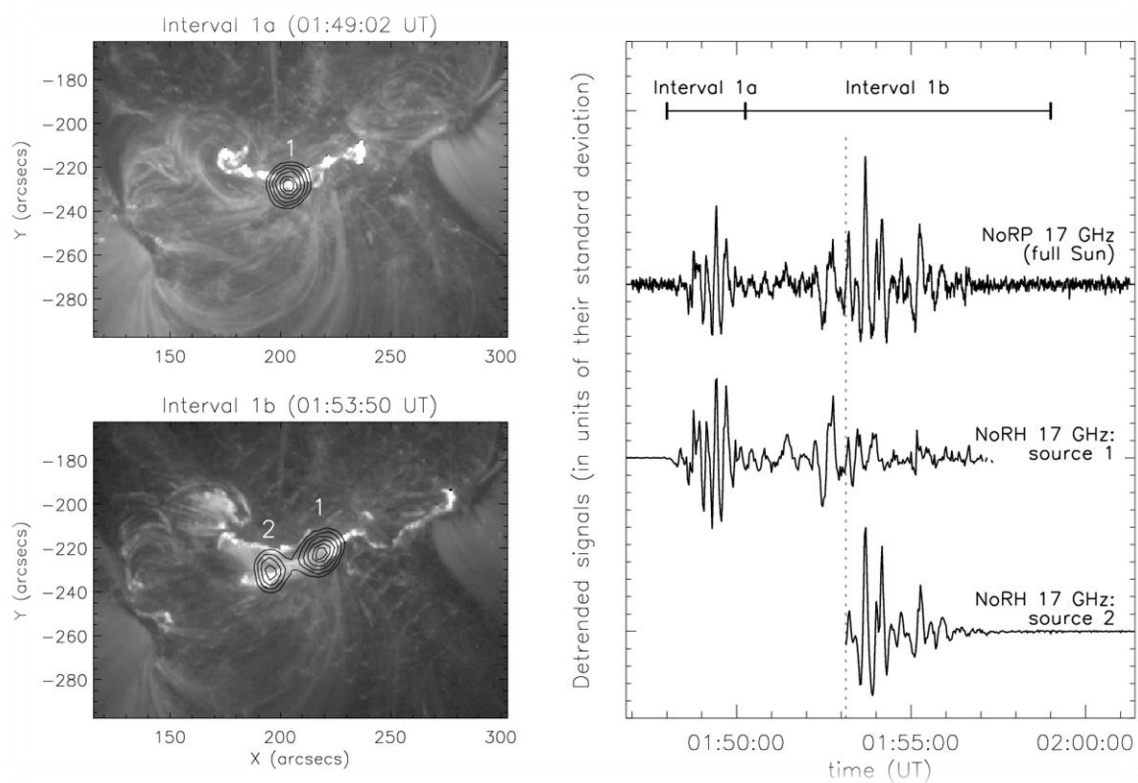 Interval 1a (01:49:02 UT)
-180
-200
-220
-240
-260
-280
Y (arcsecs)
1
150
200
250
300
Interval 1b (01:53:50 UT)
-180
-200
-220
-240
-260
-280
Y (arcsecs)
2
1
150
200
250
300
X (arcsecs)
Detrended signals (in units of their standard deviation)
Interval 1a
Interval 1b
NoRP 17 GHz
(full Sun)
NoRH 17 GHz:
source 1
NoRH 17 GHz:
source 2
01:50:00
01:55:00
02:00:00
time (UT)